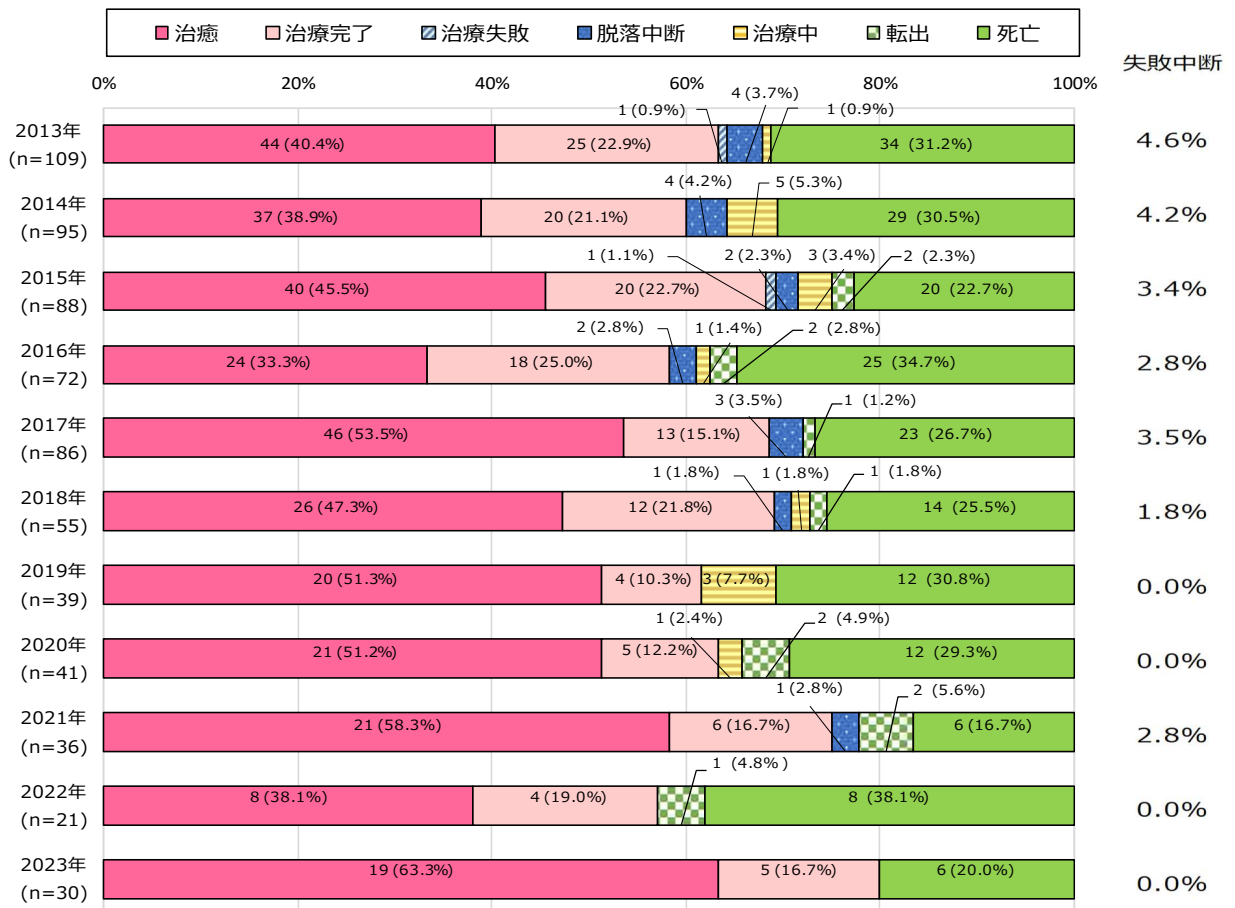 治癒 治療完了 治療失敗 脱落中断 治療中 転出 死亡
失敗中断
0% 20% 40% 60% 80% 100%
4 (3.7%)
1 (0.9%) 1 (0.9%)
2013年
(n=109)
44 (40.4%) 25 (22.9%) 34 (31.2%) 4.6%
4 (4.2%) 5 (5.3%)
2014年
(n=95)
37 (38.9%) 20 (21.1%) 29 (30.5%) 4.2%
1 (1.1%) 2 (2.3%) 3 (3.4%) 2 (2.3%)
2015年
(n=88)
40 (45.5%) 20 (22.7%) 20 (22.7%) 3.4%
2 (2.8%) 1 (1.4%) 2 (2.8%)
2016年
(n=72)
24 (33.3%) 18 (25.0%) 25 (34.7%) 2.8%
3 (3.5%) 1 (1.2%)
2017年
(n=86)
46 (53.5%) 13 (15.1%) 23 (26.7%) 3.5%
1 (1.8%) 1 (1.8%) 1 (1.8%)
2018年
(n=55)
26 (47.3%) 12 (21.8%) 14 (25.5%) 1.8%
2019年
(n=39)
20 (51.3%) 4 (10.3%) 3 (7.7%) 12 (30.8%) 0.0%
1 (2.4%) 2 (4.9%)
2020年
(n=41)
21 (51.2%) 5 (12.2%) 12 (29.3%) 0.0%
1 (2.8%) 2 (5.6%)
2021年
(n=36)
21 (58.3%) 6 (16.7%) 6 (16.7%) 2.8%
1 (4.8%)
2022年
(n=21)
8 (38.1%) 4 (19.0%) 8 (38.1%) 0.0%
2023年
(n=30)
19 (63.3%) 5 (16.7%) 6 (20.0%) 0.0%